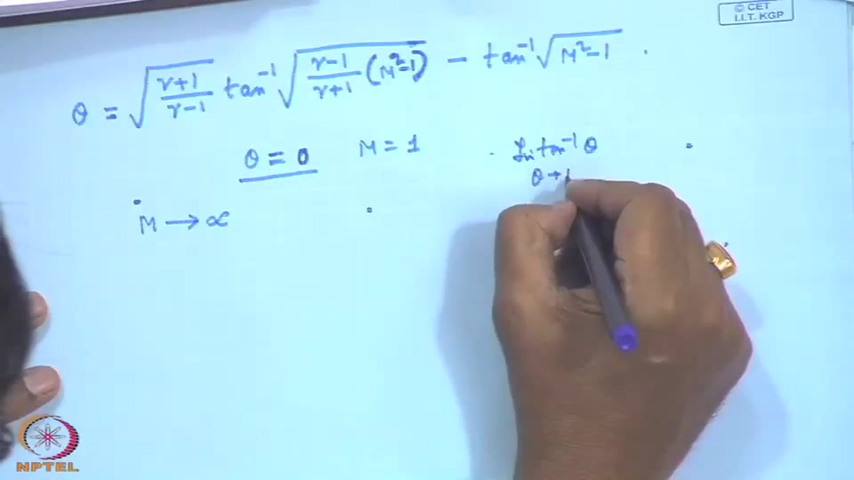 © CET
I.I.T. KGP
θ = √((γ+1)/(γ-1)) tan⁻¹ √((γ-1)/(γ+1) (M²-1)) - tan⁻¹ √(M²-1) .
θ = 0 M = 1 . tan⁻¹ θ
θ →
M → ∝
NPTEL